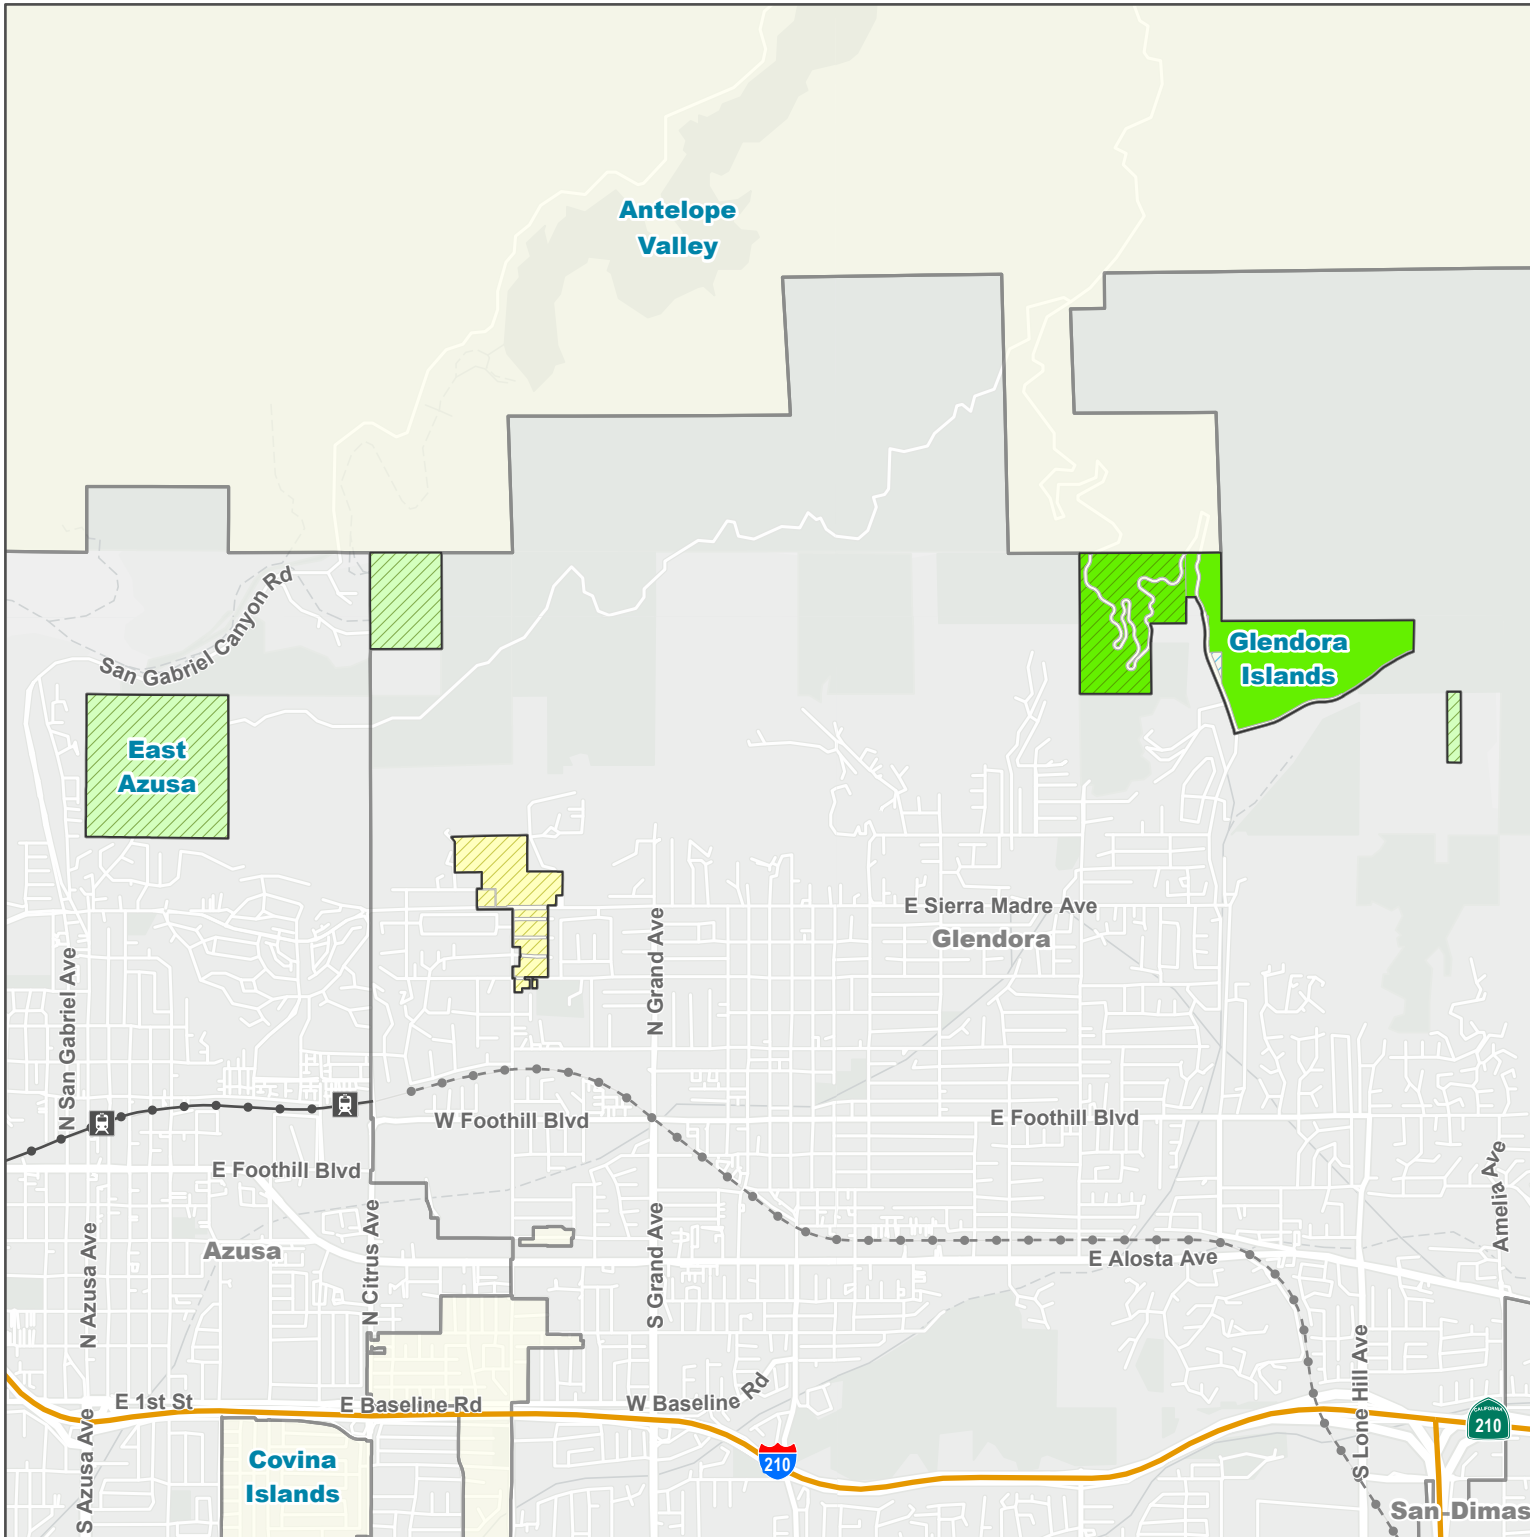 Antelope
Valley
San Gabriel Canyon Rd
Glendora
Islands
East
Azusa
E Sierra Madre Ave
Glendora
N San Gabriel Ave
N Grand Ave
W Foothill Blvd
E Foothill Blvd
E Foothill Blvd
Amelia Ave
Azusa
N Azusa Ave
N Citrus Ave
S Grand Ave
E Alosta Ave
S Lone Hill Ave
E 1st St
E Baseline Rd
W Baseline Rd
CALIFORNIA
210
S Azusa Ave
Covina
Islands
210
San Dimas